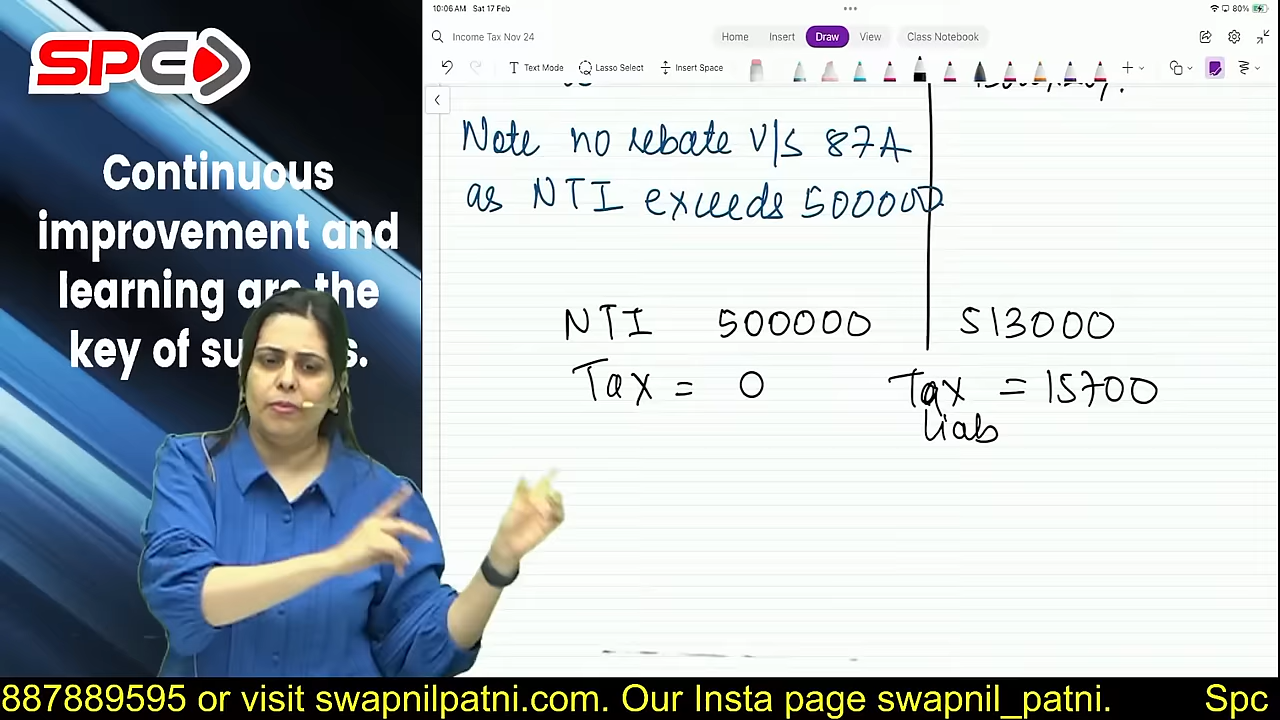 10:06 AM Sat 17 Feb
80%
SPC
Income Tax Nov 24
Home Insert Draw View Class Notebook
Text Mode Lasso Select Insert Space
Continuous
improvement and
learning are the
key of su s.
Note no rebate v/s 87A
as NTI exceeds 500000
NTI 500000 513000
Tax = 0 Tax = 15700
liab
887889595 or visit swapnilpatni.com. Our Insta page swapnil_patni. Spc